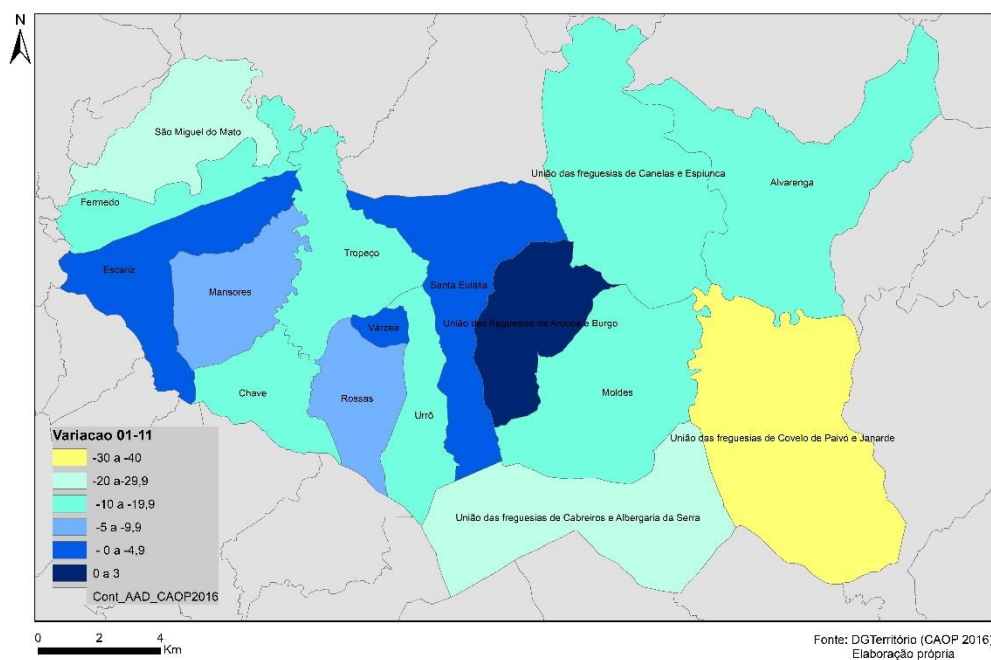 N
São Miguel do Mato
União das freguesias de Canelas e Espiunca
Alvarenga
Fermedo
Tropeço
Escariz
Mansores
Santa Eulália
Várzea
União das freguesias de Arouca e Burgo
Chave
Rossas
Urrô
Moldes
União das freguesias de Covelo de Paivó e Janarde
União das freguesias de Cabreiros e Albergaria da Serra
Variacao 01-11
-30 a -40
-20 a -29,9
-10 a -19,9
-5 a -9,9
- 0 a -4,9
0 a 3
Cont_AAD_CAOP2016
0 2 4
Km
Fonte: DGTerritório (CAOP 2016)
Elaboração própria